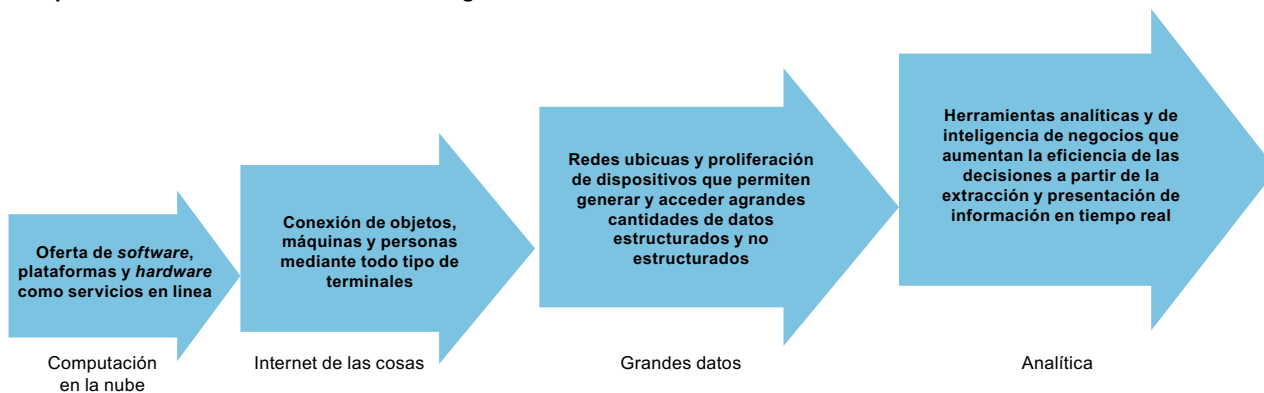 Oferta de software,
plataformas y hardware
como servicios en linea
Computación
en la nube
Conexión de objetos,
máquinas y personas
mediante todo tipo de
terminales
Internet de las cosas
Redes ubicuas y proliferación
de dispositivos que permiten
generar y acceder agrandes
cantidades de datos
estructurados y no
estructurados
Grandes datos
Herramientas analíticas y de
inteligencia de negocios que
aumentan la eficiencia de las
decisiones a partir de la
extracción y presentación de
información en tiempo real
Analítica